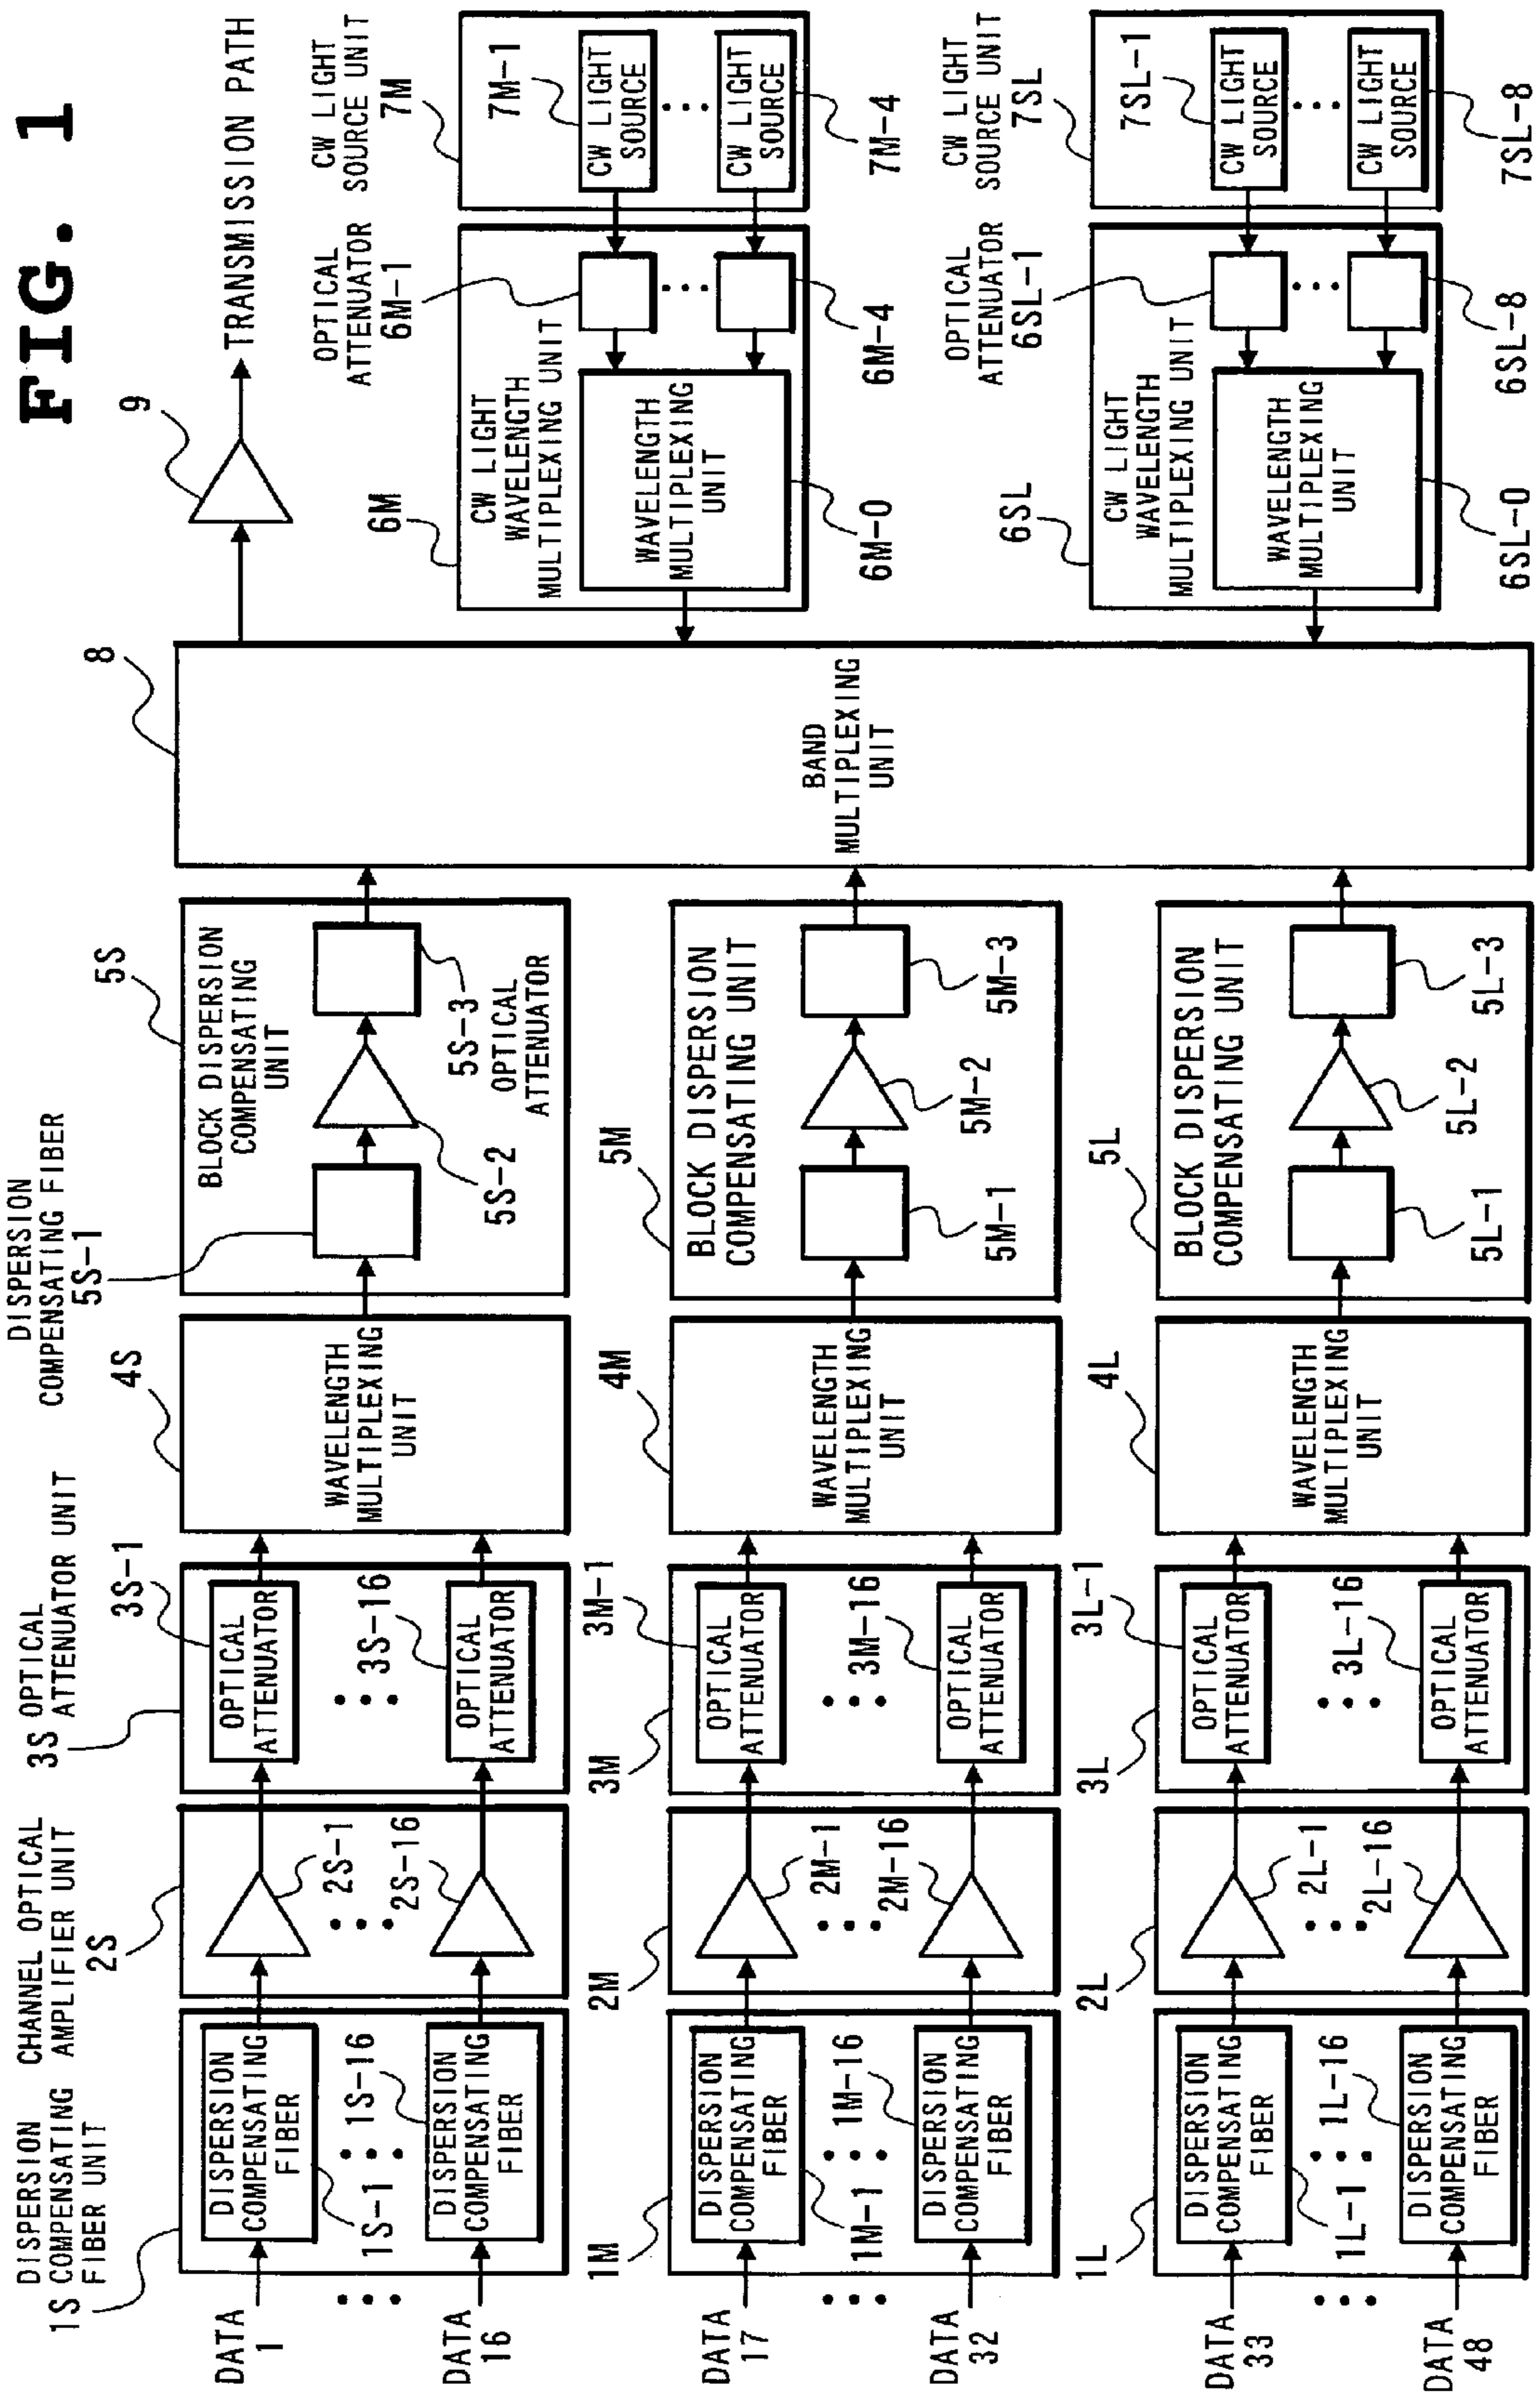 FIG. 1
DISPERSION
COMPENSATING
FIBER UNIT
1S
CHANNEL OPTICAL
AMPLIFIER UNIT
2S
3S OPTICAL
ATTENUATOR UNIT
3S-1
4S
DISPERSION
COMPENSATING FIBER
5S-1
5S
8
9
TRANSMISSION PATH
DATA
1
DISPERSION
COMPENSATING
FIBER
1S-1
1S-16
DATA
16
DISPERSION
COMPENSATING
FIBER
2S-1
2S-16
OPTICAL
ATTENUATOR
3S-16
OPTICAL
ATTENUATOR
WAVELENGTH
MULTIPLEXING
UNIT
BLOCK DISPERSION
COMPENSATING
UNIT
5S-2
5S-3
OPTICAL
ATTENUATOR
BAND
MULTIPLEXING
UNIT
OPTICAL
ATTENUATOR
6M-1
CW LIGHT
SOURCE UNIT
7M
6M
CW LIGHT
WAVELENGTH
MULTIPLEXING UNIT
WAVELENGTH
MULTIPLEXING
UNIT
6M-0
6M-4
7M-1
CW LIGHT
SOURCE
CW LIGHT
SOURCE
7M-4
1M
2M
3M
3M-1
4M
5M
DATA
17
DISPERSION
COMPENSATING
FIBER
1M-1
1M-16
DATA
32
DISPERSION
COMPENSATING
FIBER
2M-1
2M-16
OPTICAL
ATTENUATOR
3M-16
OPTICAL
ATTENUATOR
WAVELENGTH
MULTIPLEXING
UNIT
BLOCK DISPERSION
COMPENSATING UNIT
5M-1
5M-2
5M-3
OPTICAL
ATTENUATOR
6SL-1
CW LIGHT
SOURCE UNIT
7SL
6SL
CW LIGHT
WAVELENGTH
MULTIPLEXING UNIT
WAVELENGTH
MULTIPLEXING
UNIT
6SL-0
6SL-8
7SL-1
CW LIGHT
SOURCE
CW LIGHT
SOURCE
7SL-8
1L
2L
3L
3L-1
4L
5L
DATA
33
DISPERSION
COMPENSATING
FIBER
1L-1
1L-16
DATA
48
DISPERSION
COMPENSATING
FIBER
2L-1
2L-16
OPTICAL
ATTENUATOR
3L-16
OPTICAL
ATTENUATOR
WAVELENGTH
MULTIPLEXING
UNIT
BLOCK DISPERSION
COMPENSATING UNIT
5L-1
5L-2
5L-3